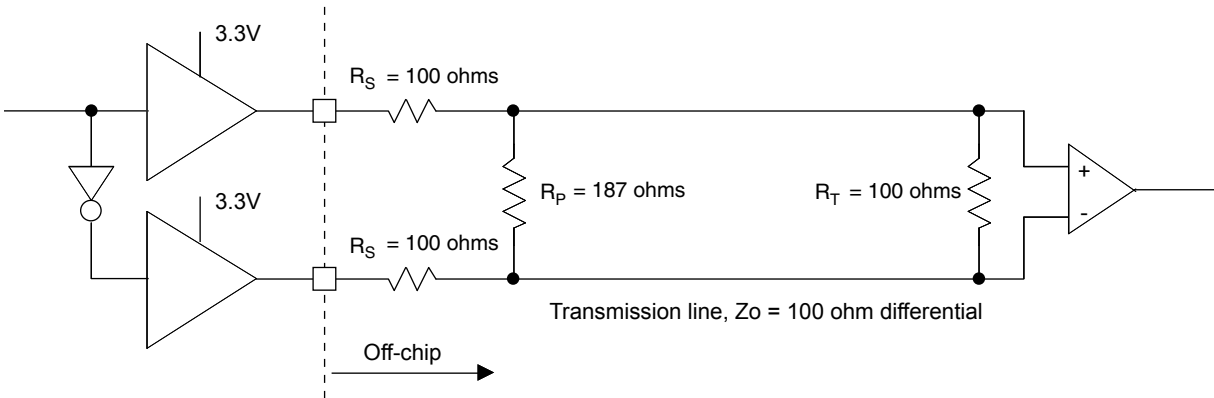 3.3V
R_S = 100 ohms
R_P = 187 ohms
R_T = 100 ohms
+
-
3.3V
R_S = 100 ohms
Transmission line, Zo = 100 ohm differential
Off-chip